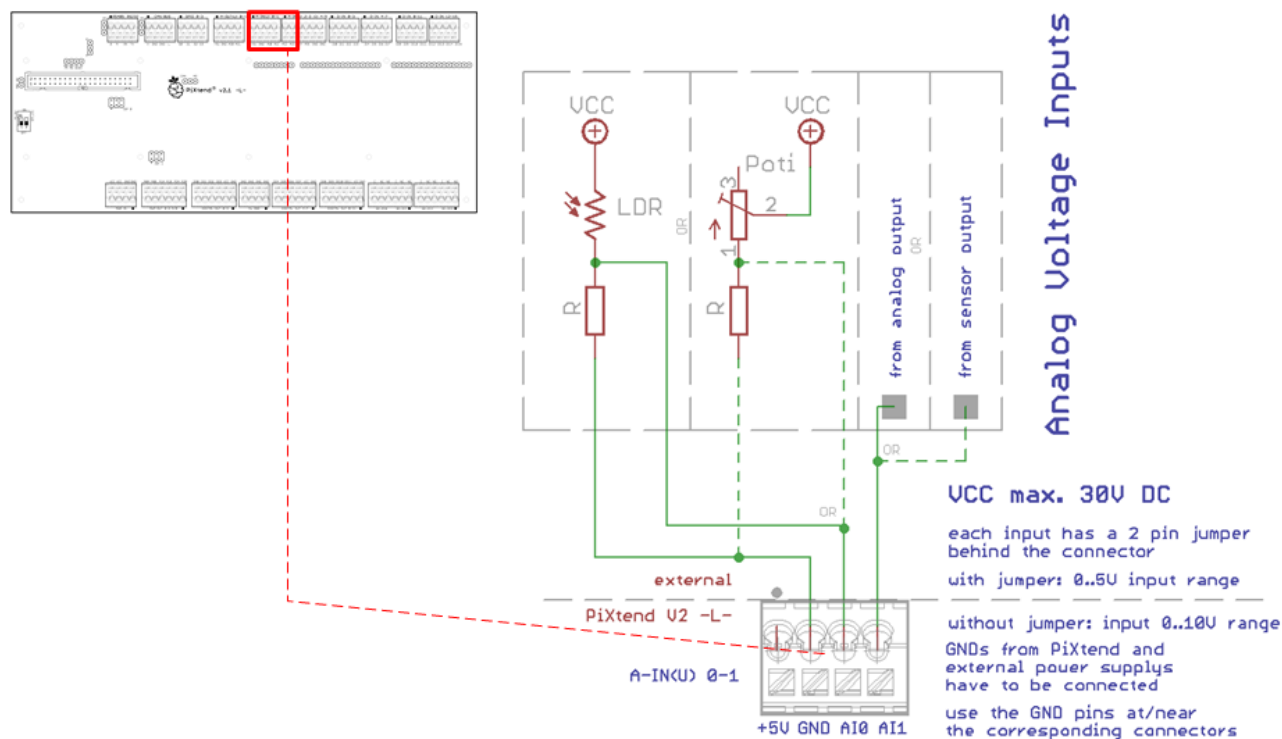 PiXtend® v2.1 -L-
Analog Voltage Inputs
VCC
VCC
Poti
3
2
1
LDR
OR
R
R
from analog output
OR
from sensor output
OR
OR
VCC max. 30V DC
each input has a 2 pin jumper
behind the connector
with jumper: 0..5V input range
external
PiXtend V2 -L-
without jumper: input 0..10V range
GNDs from PiXtend and
external power supplys
have to be connected
use the GND pins at/near
the corresponding connectors
A-IN(U) 0-1
+5V GND AI0 AI1